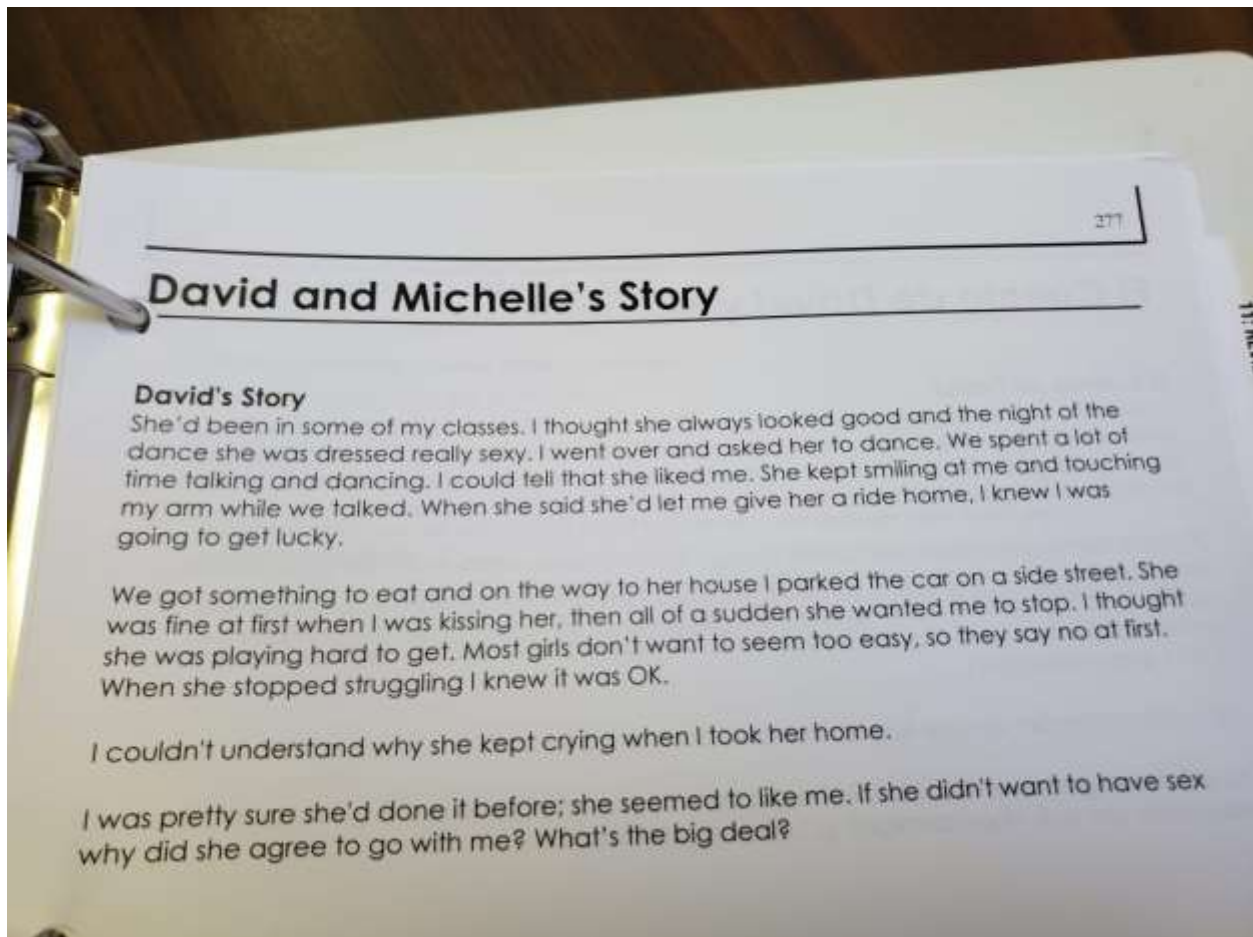 277
David and Michelle's Story
David's Story
She'd been in some of my classes. I thought she always looked good and the night of the
dance she was dressed really sexy. I went over and asked her to dance. We spent a lot of
time talking and dancing. I could tell that she liked me. She kept smiling at me and touching
my arm while we talked. When she said she'd let me give her a ride home, I knew I was
going to get lucky.
We got something to eat and on the way to her house I parked the car on a side street. She
was fine at first when I was kissing her, then all of a sudden she wanted me to stop. I thought
she was playing hard to get. Most girls don't want to seem too easy, so they say no at first.
When she stopped struggling I knew it was OK.
I couldn't understand why she kept crying when I took her home.
I was pretty sure she'd done it before; she seemed to like me. If she didn't want to have sex
why did she agree to go with me? What's the big deal?